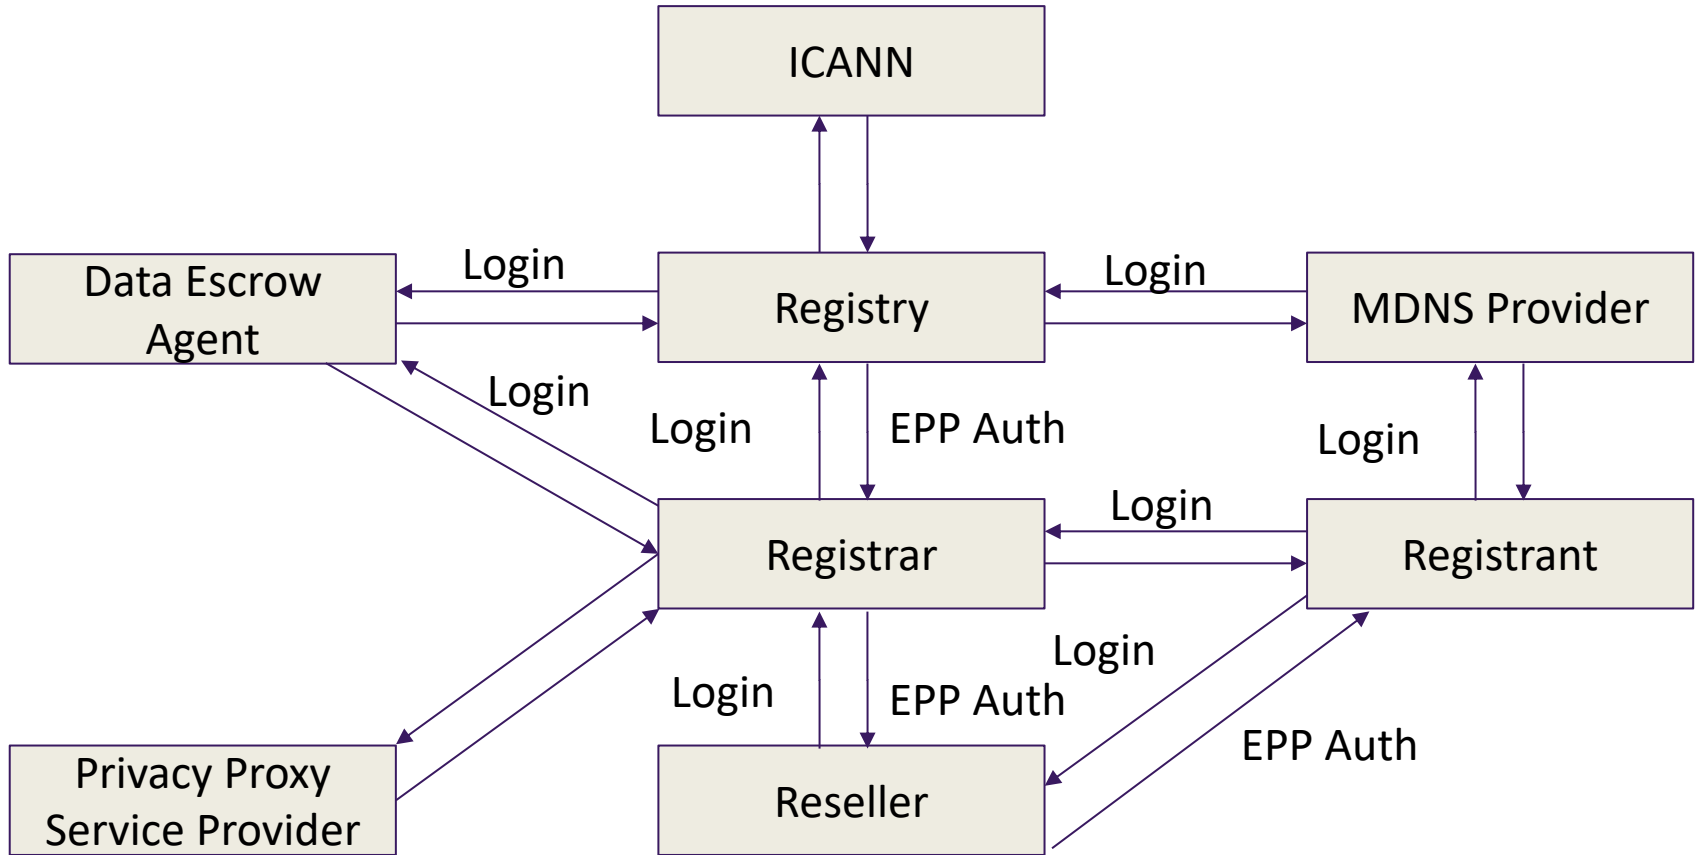 ICANN
Login
Login
Data Escrow
Agent
Registry
MDNS Provider
Login
Login
EPP Auth
Login
Login
Registrar
Registrant
Login
Login
EPP Auth
EPP Auth
Privacy Proxy
Service Provider
Reseller